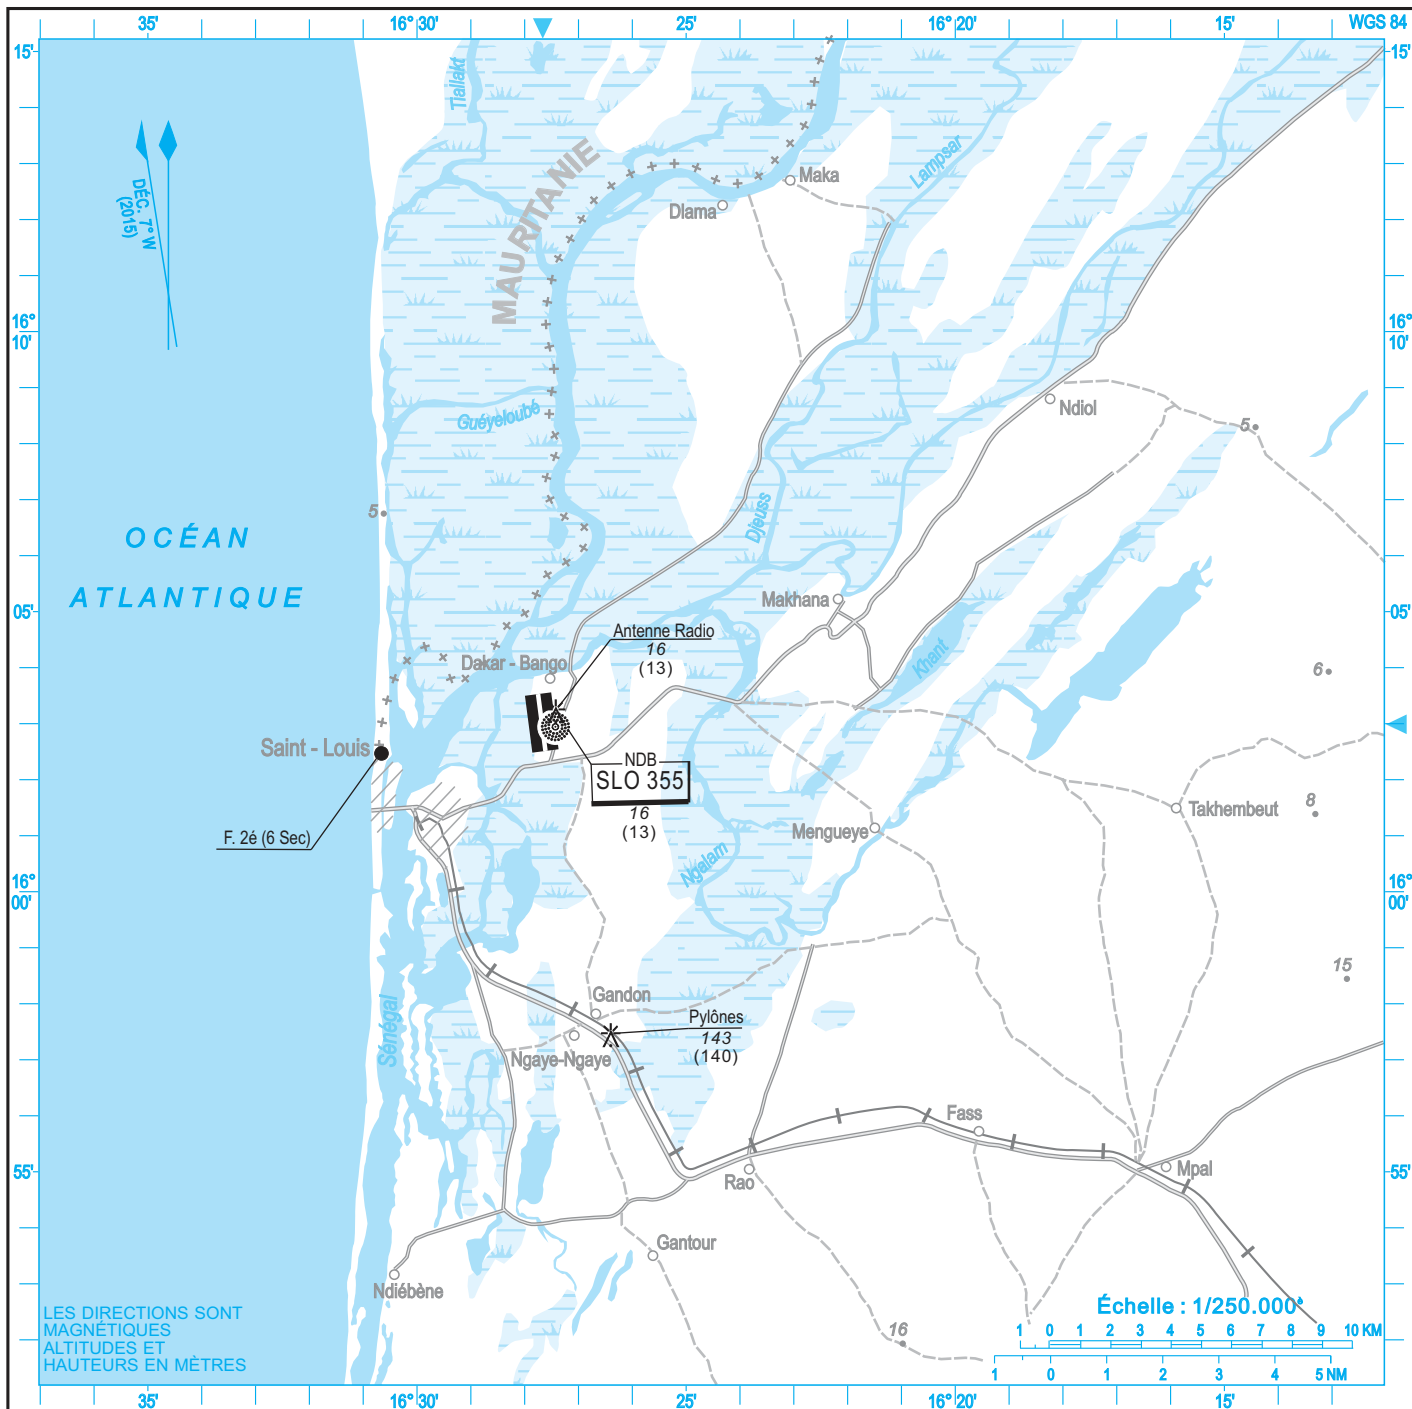 35'
16°30'
25'
16°20'
15'
WGS 84
15'
15'
Tiallakt
DÉC. 7° W
(2015)
MAURITANIE
Maka
Lampsar
DIama
16°
10'
16°
10'
Guéyeloubé
Ndiol
5
5
Djeuss
OCÉAN
ATLANTIQUE
05'
05'
Makhana
Antenne Radio
16
(13)
Dakar - Bango
Khant
6
Saint - Louis
NDB
SLO 355
16
(13)
8
Takhembeut
F. 2é (6 Sec)
Mengueye
Ngalam
16°
00'
16°
00'
15
Gandon
Sénégal
Pylônes
143
(140)
Ngaye-Ngaye
Fass
55'
55'
Rao
Mpal
Gantour
Ndiébène
LES DIRECTIONS SONT
MAGNÉTIQUES
ALTITUDES ET
HAUTEURS EN MÈTRES
16
Échelle : 1/250.000è
1 0 1 2 3 4 5 6 7 8 9 10 KM
1 0 1 2 3 4 5 NM
35'
16°30'
25'
16°20'
15'